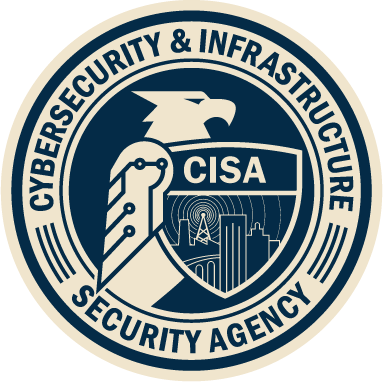 CYBERSECURITY & INFRASTRUCTURE
SECURITY AGENCY
CISA